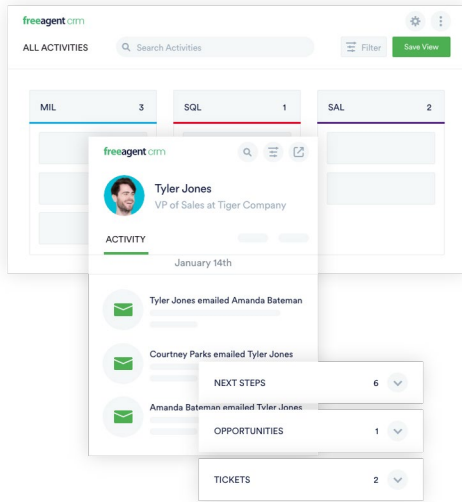 freeagent crm
ALL ACTIVITIES
Search Activities
Filter
Save View
MIL 3
SQL 1
SAL 2
freeagent crm
Tyler Jones
VP of Sales at Tiger Company
ACTIVITY
January 14th
Tyler Jones emailed Amanda Bateman
Courtney Parks emailed Tyler Jones
Amanda Bateman emailed Tyler Jones
NEXT STEPS 6
OPPORTUNITIES 1
TICKETS 2